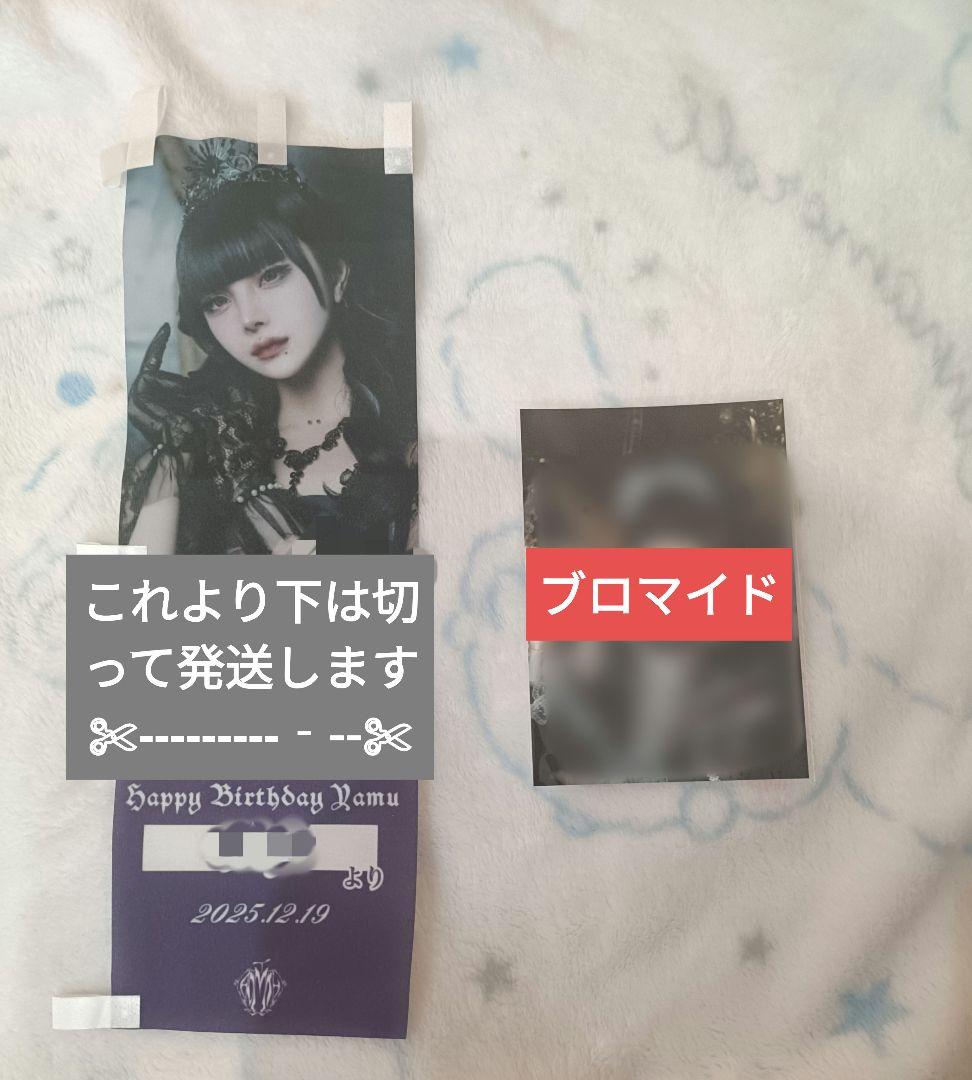 これより下は切
って発送します
✂--------- - --✂
ブロマイド
Happy Birthday Yamu
より
2025.12.19